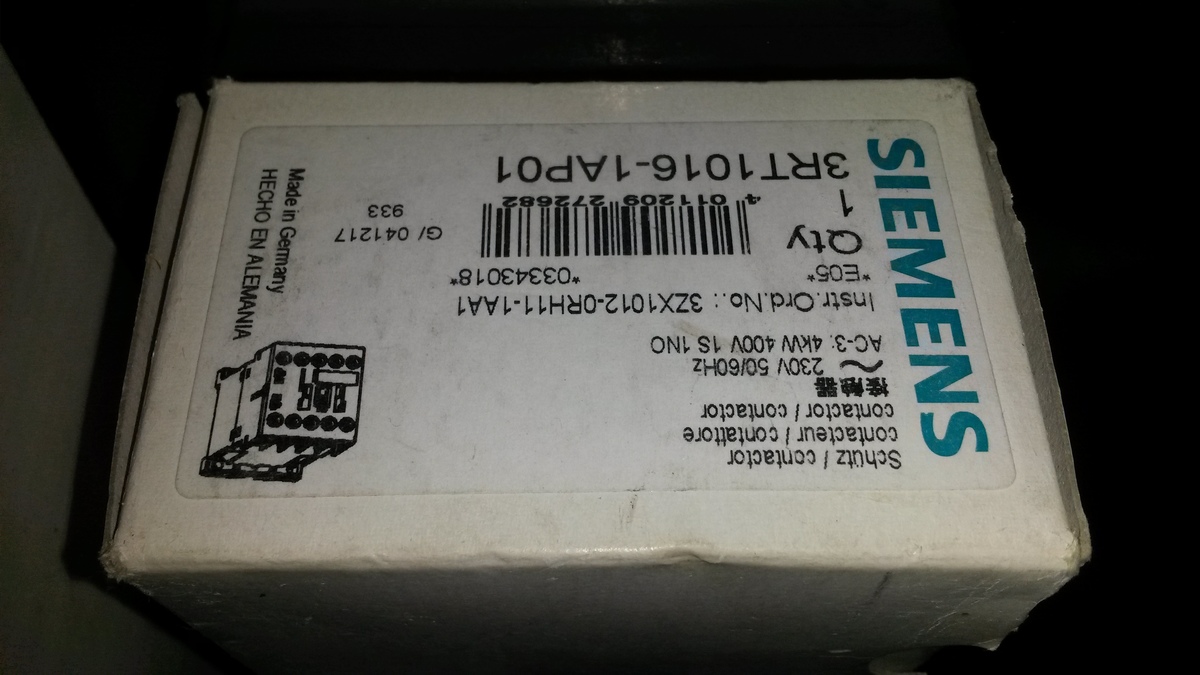 SIEMENS
Schütz / contactor
contacteur / contattore
contactor / contactor
接触器
~ 230V 50/60Hz
AC-3: 4kW 400V 1S 1NO
Instr.Ord.No.: 3ZX1012-0RH11-1AA1
*E05* *03343018*
Qty
1
4 011209 272682
G/ 041217
933
3RT1016-1AP01
Made in Germany
HECHO EN ALEMANIA